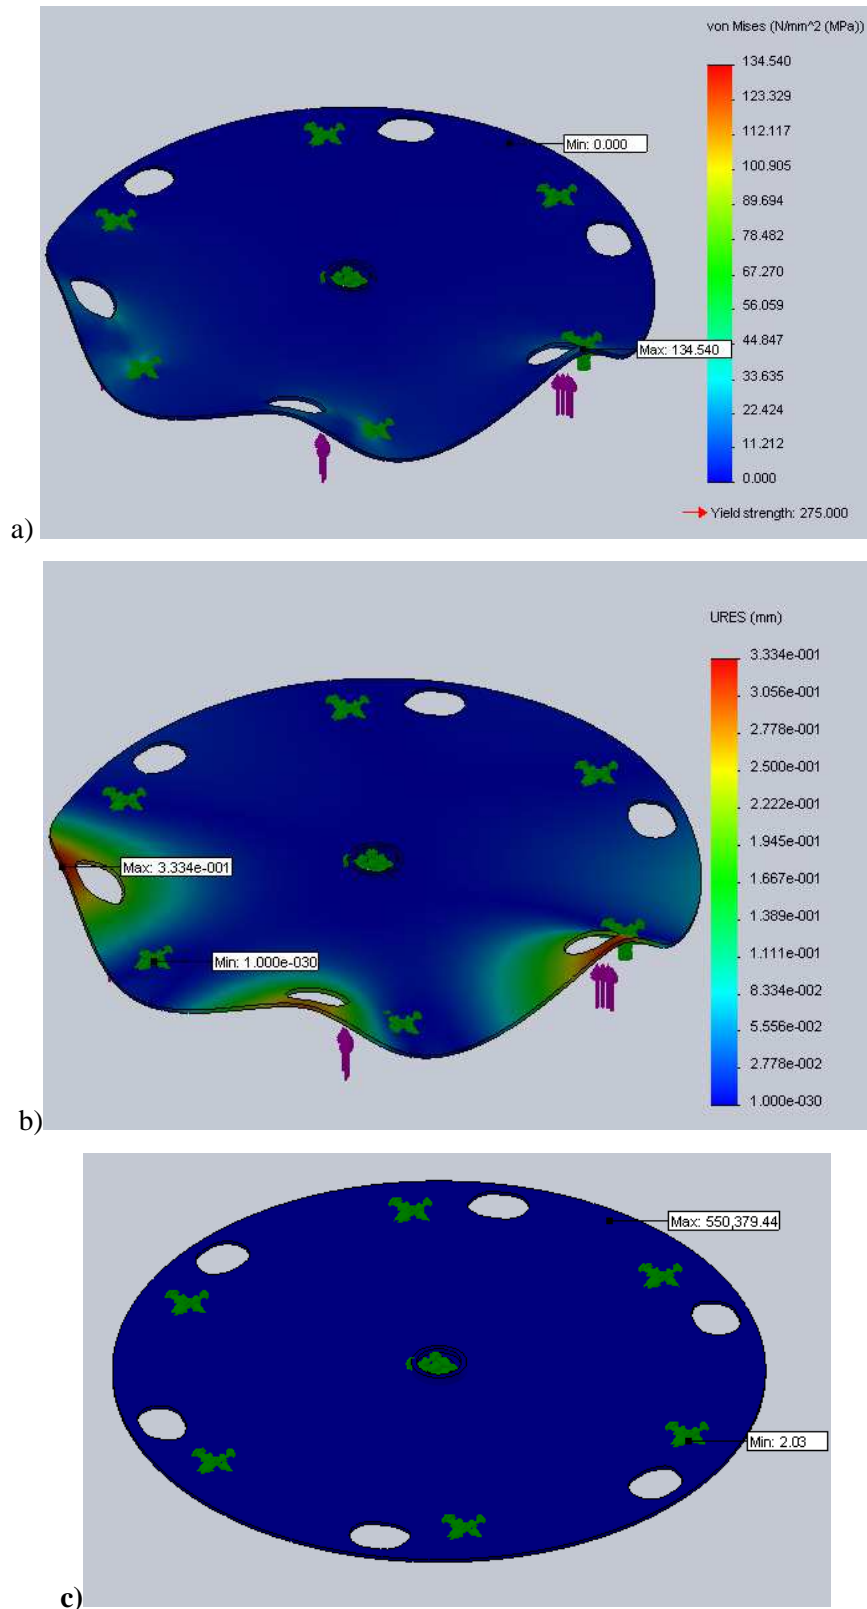 von Mises (N/mm^2 (MPa))
134.540
123.329
112.117
100.905
89.694
78.482
67.270
56.059
44.847
33.635
22.424
11.212
0.000
Yield strength: 275.000
Min: 0.000
Max: 134.540
a)
URES (mm)
3.334e-001
3.056e-001
2.778e-001
2.500e-001
2.222e-001
1.945e-001
1.667e-001
1.389e-001
1.111e-001
8.334e-002
5.556e-002
2.778e-002
1.000e-030
Max: 3.334e-001
Min: 1.000e-030
b)
Max: 550,379.44
Min: 2.03
c)